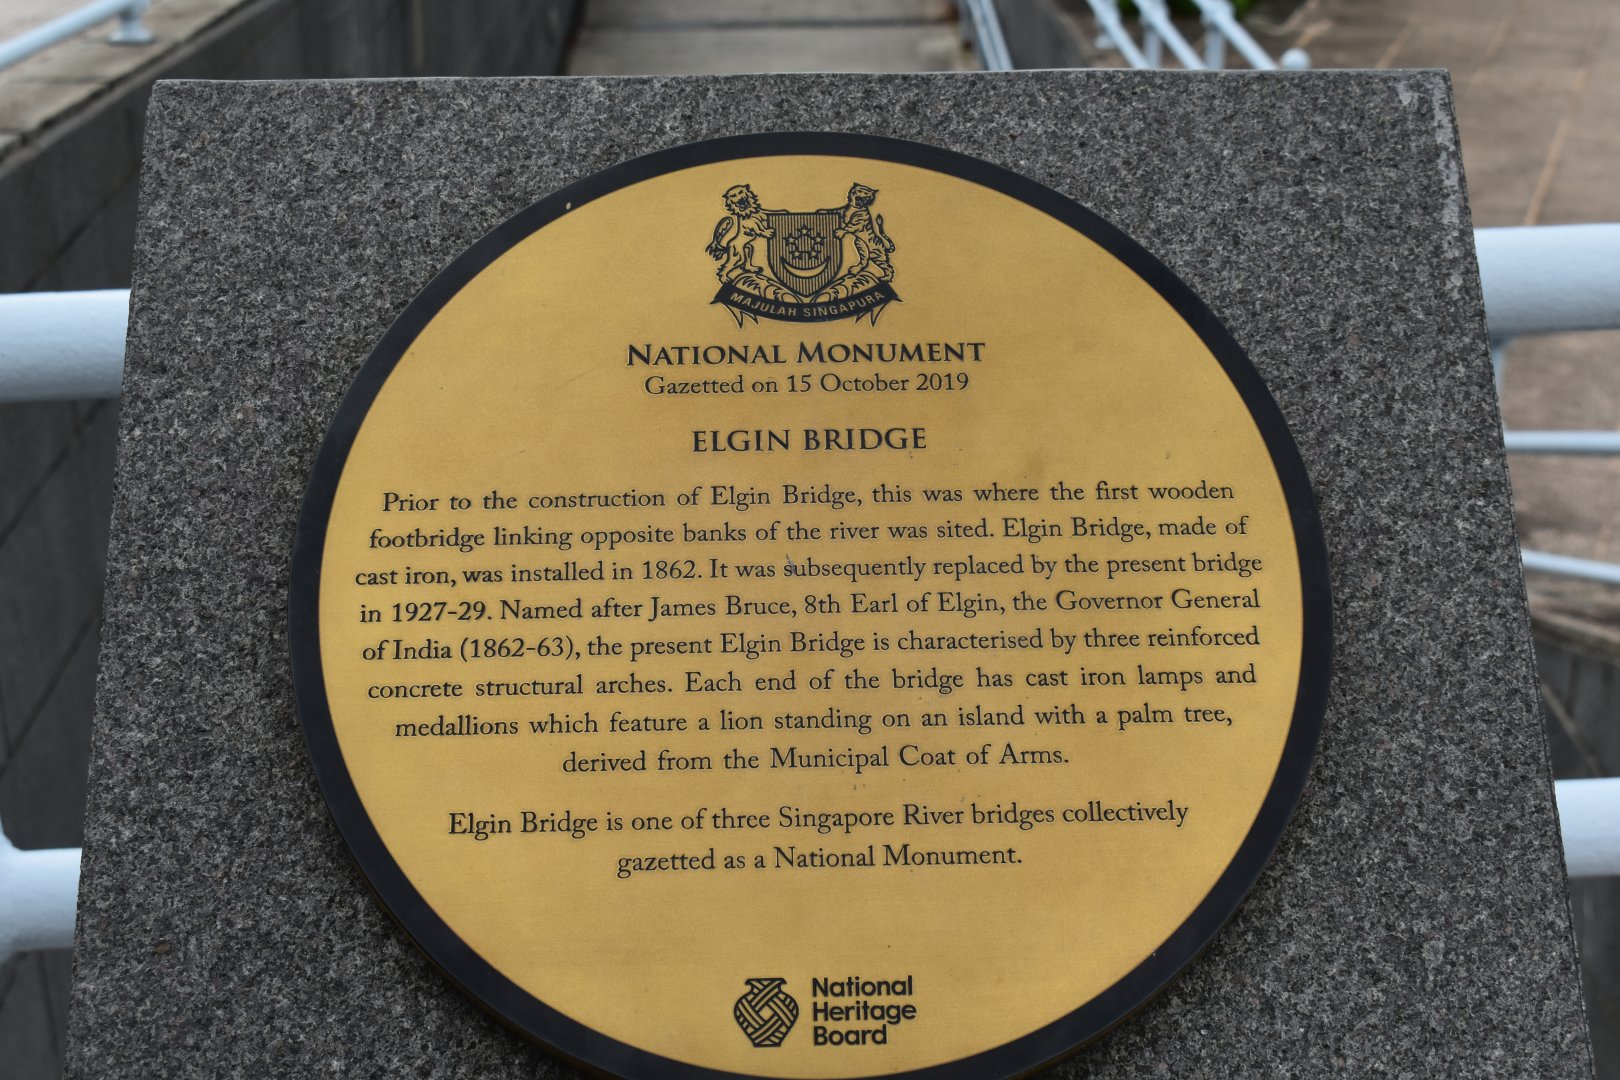 MAJULAH SINGAPURA
NATIONAL MONUMENT
Gazetted on 15 October 2019
ELGIN BRIDGE
Prior to the construction of Elgin Bridge, this was where the first wooden
footbridge linking opposite banks of the river was sited. Elgin Bridge, made of
cast iron, was installed in 1862. It was subsequently replaced by the present bridge
in 1927-29. Named after James Bruce, 8th Earl of Elgin, the Governor General
of India (1862-63), the present Elgin Bridge is characterised by three reinforced
concrete structural arches. Each end of the bridge has cast iron lamps and
medallions which feature a lion standing on an island with a palm tree,
derived from the Municipal Coat of Arms.
Elgin Bridge is one of three Singapore River bridges collectively
gazetted as a National Monument.
National
Heritage
Board